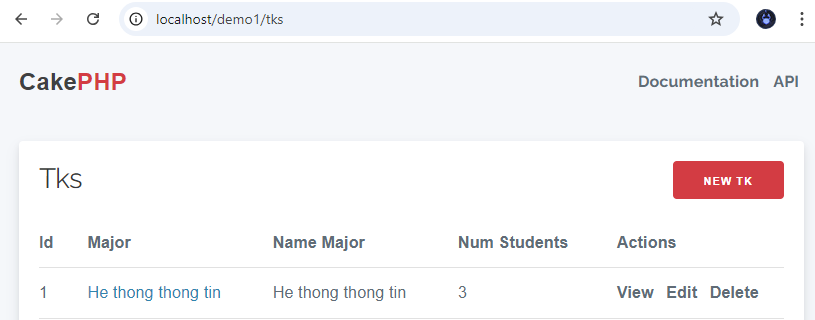 localhost/demo1/tks
CakePHP Documentation API
Tks NEW TK
Id Major Name Major Num Students Actions
1 He thong thong tin He thong thong tin 3 View Edit Delete